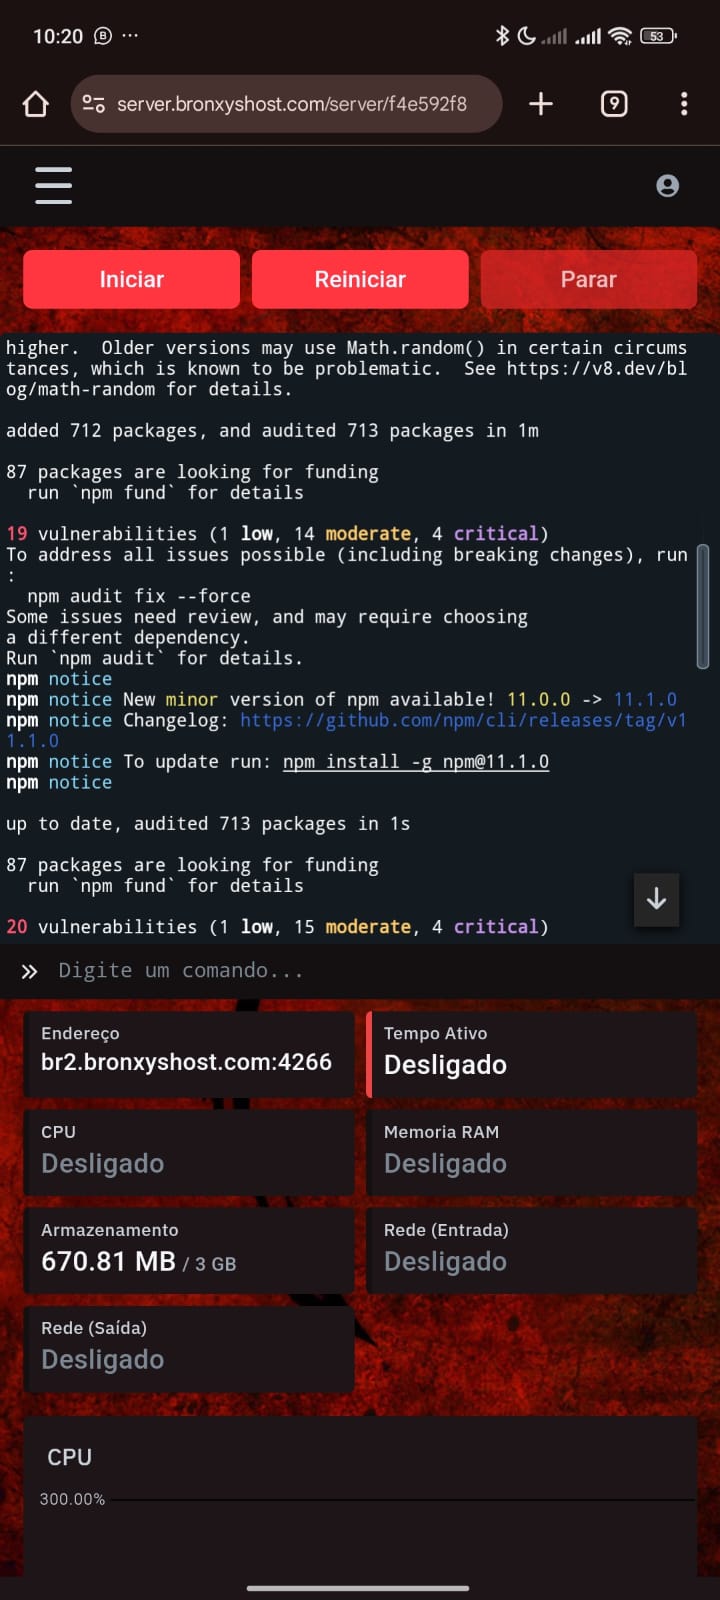 10:20 B ...
53
server.bronxyshost.com/server/f4e592f8
9
Iniciar Reiniciar Parar
higher.  Older versions may use Math.random() in certain circums
tances, which is known to be problematic.  See https://v8.dev/bl
og/math-random for details.
added 712 packages, and audited 713 packages in 1m
87 packages are looking for funding
  run `npm fund` for details
19 vulnerabilities (1 low, 14 moderate, 4 critical)
To address all issues possible (including breaking changes), run
:
  npm audit fix --force
Some issues need review, and may require choosing
a different dependency.
Run `npm audit` for details.
npm notice
npm notice New minor version of npm available! 11.0.0 -> 11.1.0
npm notice Changelog: https://github.com/npm/cli/releases/tag/v1
1.1.0
npm notice To update run: npm install -g npm@11.1.0
npm notice
up to date, audited 713 packages in 1s
87 packages are looking for funding
  run `npm fund` for details
20 vulnerabilities (1 low, 15 moderate, 4 critical)
Digite um comando...
Endereço
br2.bronxyshost.com:4266
Tempo Ativo
Desligado
CPU
Desligado
Memoria RAM
Desligado
Armazenamento
670.81 MB / 3 GB
Rede (Entrada)
Desligado
Rede (Saída)
Desligado
CPU
300.00%